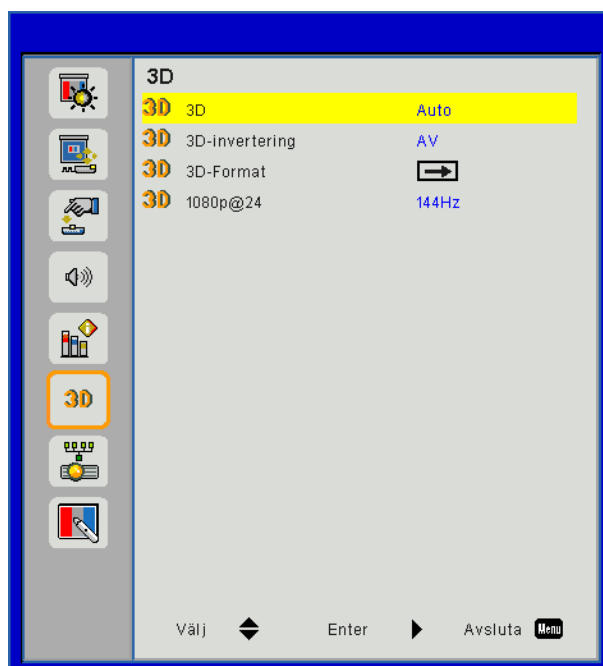 3D
3D 3D Auto
3D 3D-invertering AV
3D 3D-Format
3D 1080p@24 144Hz
3D
Välj Enter Avsluta Menu